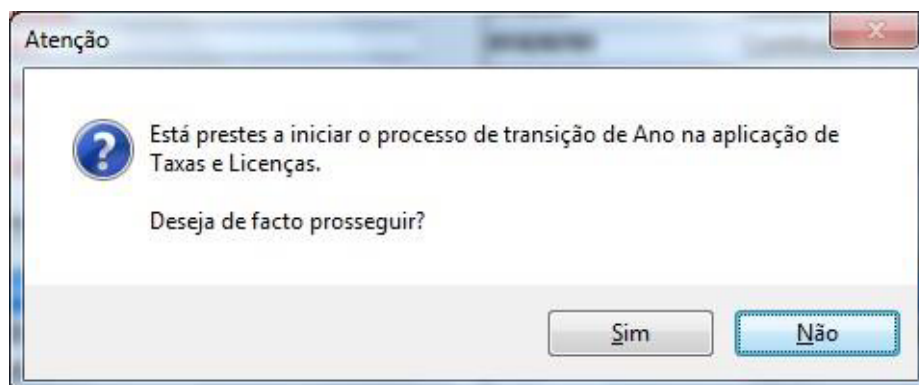 Atenção
Está prestes a iniciar o processo de transição de Ano na aplicação de
Taxas e Licenças.
Deseja de facto prosseguir?
Sim
Não